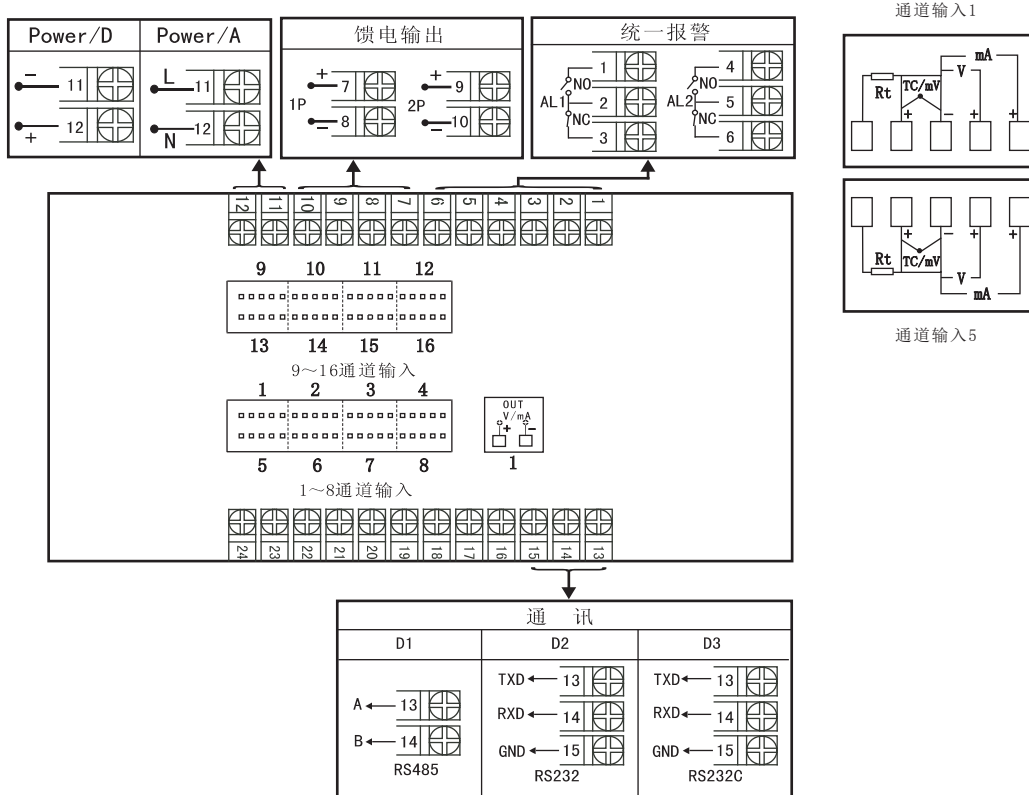 Power/D
Power/A
- 11
+ 12
L 11
N 12
馈电输出
1P
+ 7
- 8
2P
+ 9
- 10
统一报警
AL1
1
NO
2
NC
3
AL2
4
NO
5
NC
6
通道输入1
mA
V
Rt
TC/mV
+ - + +
+ - + +
Rt
TC/mV
V
mA
通道输入5
12 11 10 9 8 7 6 5 4 3 2 1
9 10 11 12
13 14 15 16
9～16通道输入
1 2 3 4
5 6 7 8
1～8通道输入
OUT
V/mA
+ -
1
24 23 22 21 20 19 18 17 16 15 14 13
通 讯
D1
D2
D3
A 13
B 14
RS485
TXD 13
RXD 14
GND 15
RS232
TXD 13
RXD 14
GND 15
RS232C